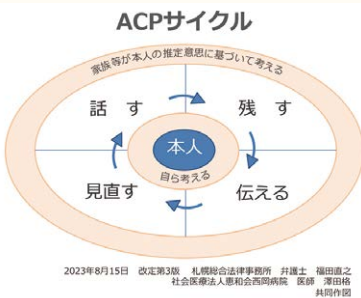 ACPサイクル
家族等が本人の推定意思に基づいて考える
話す
残す
本人
自ら考える
見直す
伝える
2023年8月15日 改定第3版 札幌総合法律事務所 弁護士 福田直之
社会医療法人恵和会西岡病院 医師 澤田格
共同作図